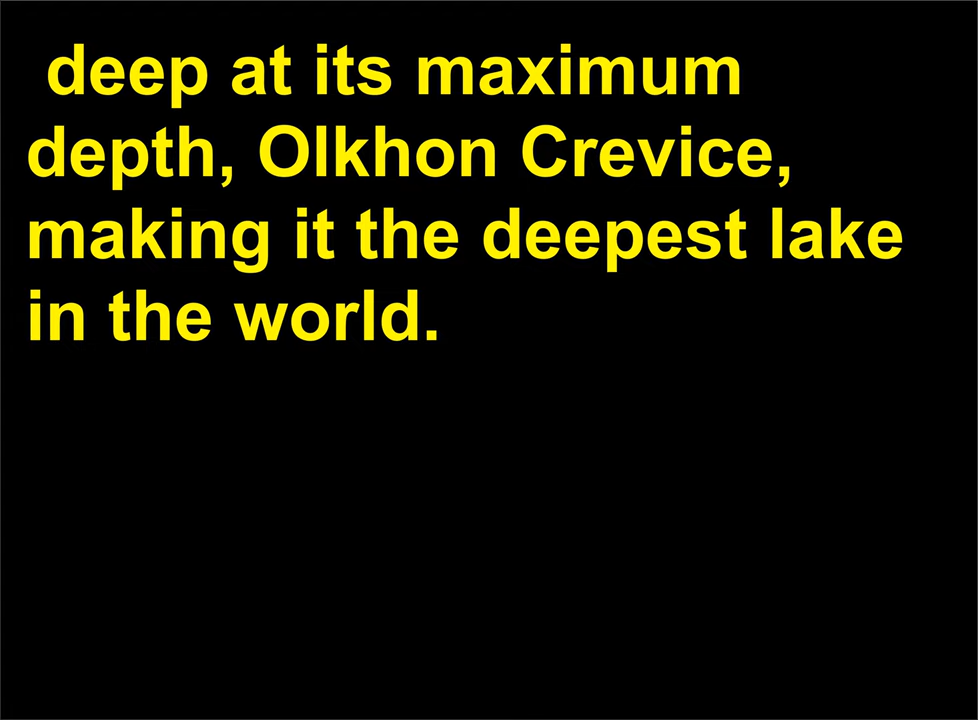 deep at its maximum
depth, Olkhon Crevice,
making it the deepest lake
in the world.